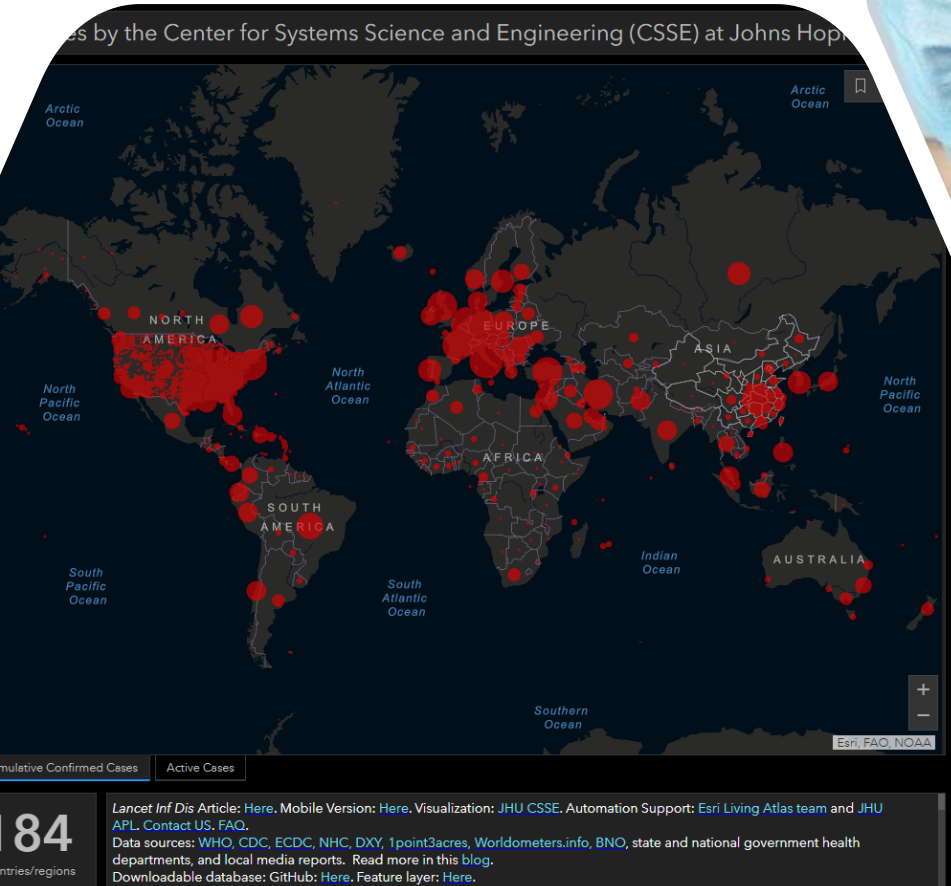 es by the Center for Systems Science and Engineering (CSSE) at Johns Hop
Arctic
Ocean
Arctic
Ocean
NORTH
AMERICA
EUROPE
ASIA
North
Pacific
Ocean
North
Atlantic
Ocean
North
Pacific
Ocean
AFRICA
SOUTH
AMERICA
South
Pacific
Ocean
South
Atlantic
Ocean
Indian
Ocean
AUSTRALIA
Southern
Ocean
+
−
Esri, FAO, NOAA
mulative Confirmed Cases
Active Cases
184
ntries/regions
Lancet Inf Dis Article: Here. Mobile Version: Here. Visualization: JHU CSSE. Automation Support: Esri Living Atlas team and JHU
APL. Contact US. FAQ.
Data sources: WHO, CDC, ECDC, NHC, DXY, 1point3acres, Worldometers.info, BNO, state and national government health
departments, and local media reports. Read more in this blog.
Downloadable database: GitHub: Here. Feature layer: Here.